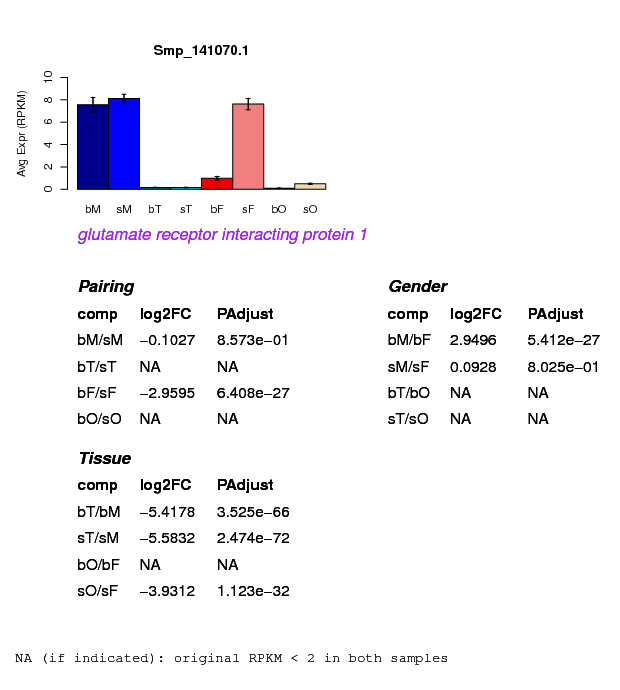 Smp_141070.1
Avg Expr (RPKM)
0 2 4 6 8 10
bM sM bT sT bF sF bO sO
glutamate receptor interacting protein 1
Pairing
comp log2FC PAdjust
bM/sM −0.1027 8.573e−01
bT/sT NA NA
bF/sF −2.9595 6.408e−27
bO/sO NA NA
Gender
comp log2FC PAdjust
bM/bF 2.9496 5.412e−27
sM/sF 0.0928 8.025e−01
bT/bO NA NA
sT/sO NA NA
Tissue
comp log2FC PAdjust
bT/bM −5.4178 3.525e−66
sT/sM −5.5832 2.474e−72
bO/bF NA NA
sO/sF −3.9312 1.123e−32
NA (if indicated): original RPKM < 2 in both samples